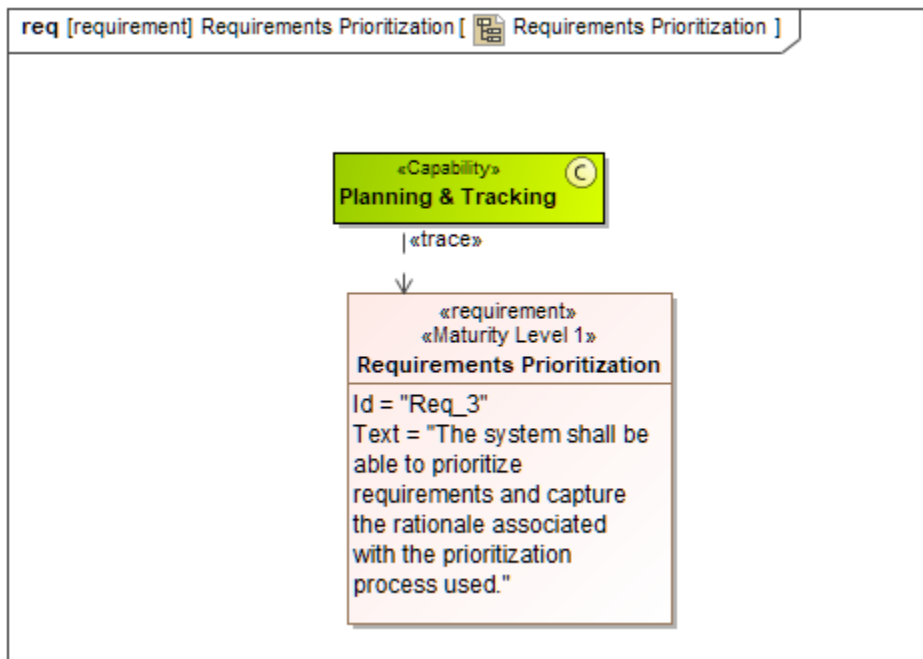 req [requirement] Requirements Prioritization [ Requirements Prioritization ]
«Capability»
C
Planning & Tracking
«trace»
«requirement»
«Maturity Level 1»
Requirements Prioritization
Id = "Req_3"
Text = "The system shall be
able to prioritize
requirements and capture
the rationale associated
with the prioritization
process used."